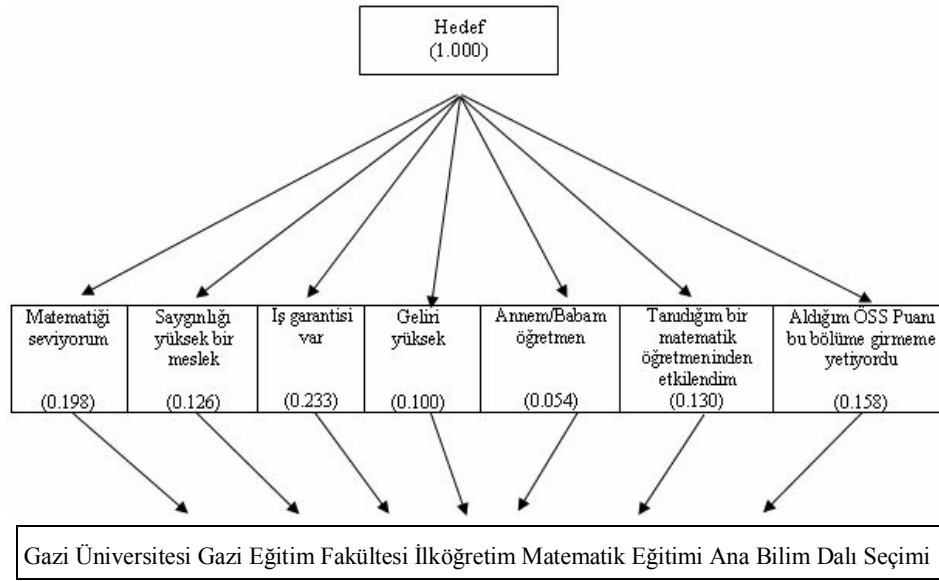 Hedef
(1.000)
Matematiği
seviyorum
(0.198)
Saygınlığı
yüksek bir
meslek
(0.126)
İş garantisi
var
(0.233)
Geliri
yüksek
(0.100)
Annem/Babam
öğretmen
(0.054)
Tanıdığım bir
matematik
öğretmeninden
etkilendim
(0.130)
Aldığım ÖSS Puanı
bu bölüme girmeme
yetiyordu
(0.158)
Gazi Üniversitesi Gazi Eğitim Fakültesi İlköğretim Matematik Eğitimi Ana Bilim Dalı Seçimi